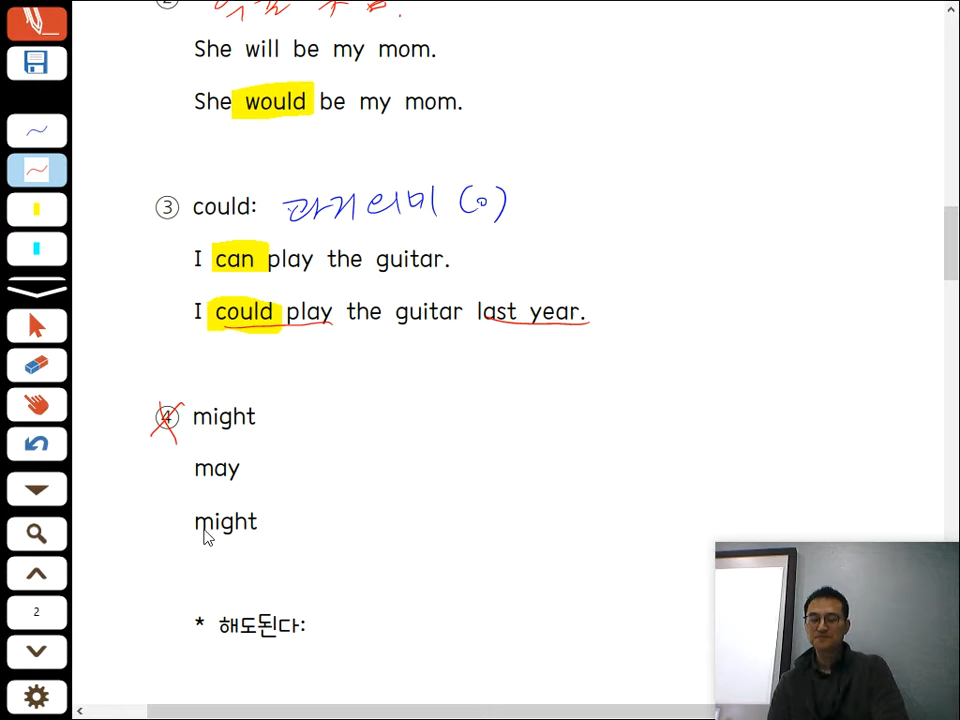 She will be my mom.
She would be my mom.
③ could: 과거의미 (o)
I can play the guitar.
I could play the guitar last year.
④ might
may
might
* 해도된다:
2